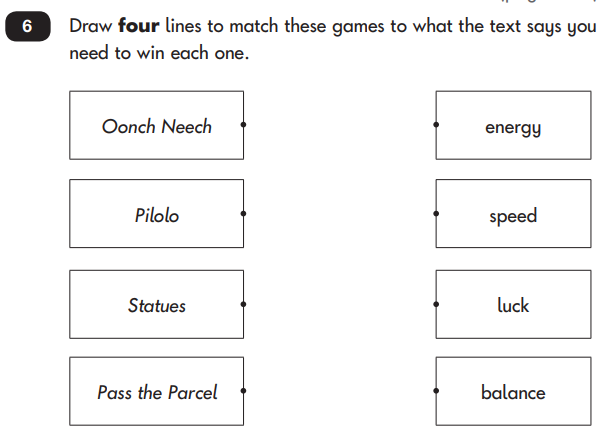 6 Draw four lines to match these games to what the text says you
need to win each one.
Oonch Neech
energy
Pilolo
speed
Statues
luck
Pass the Parcel
balance